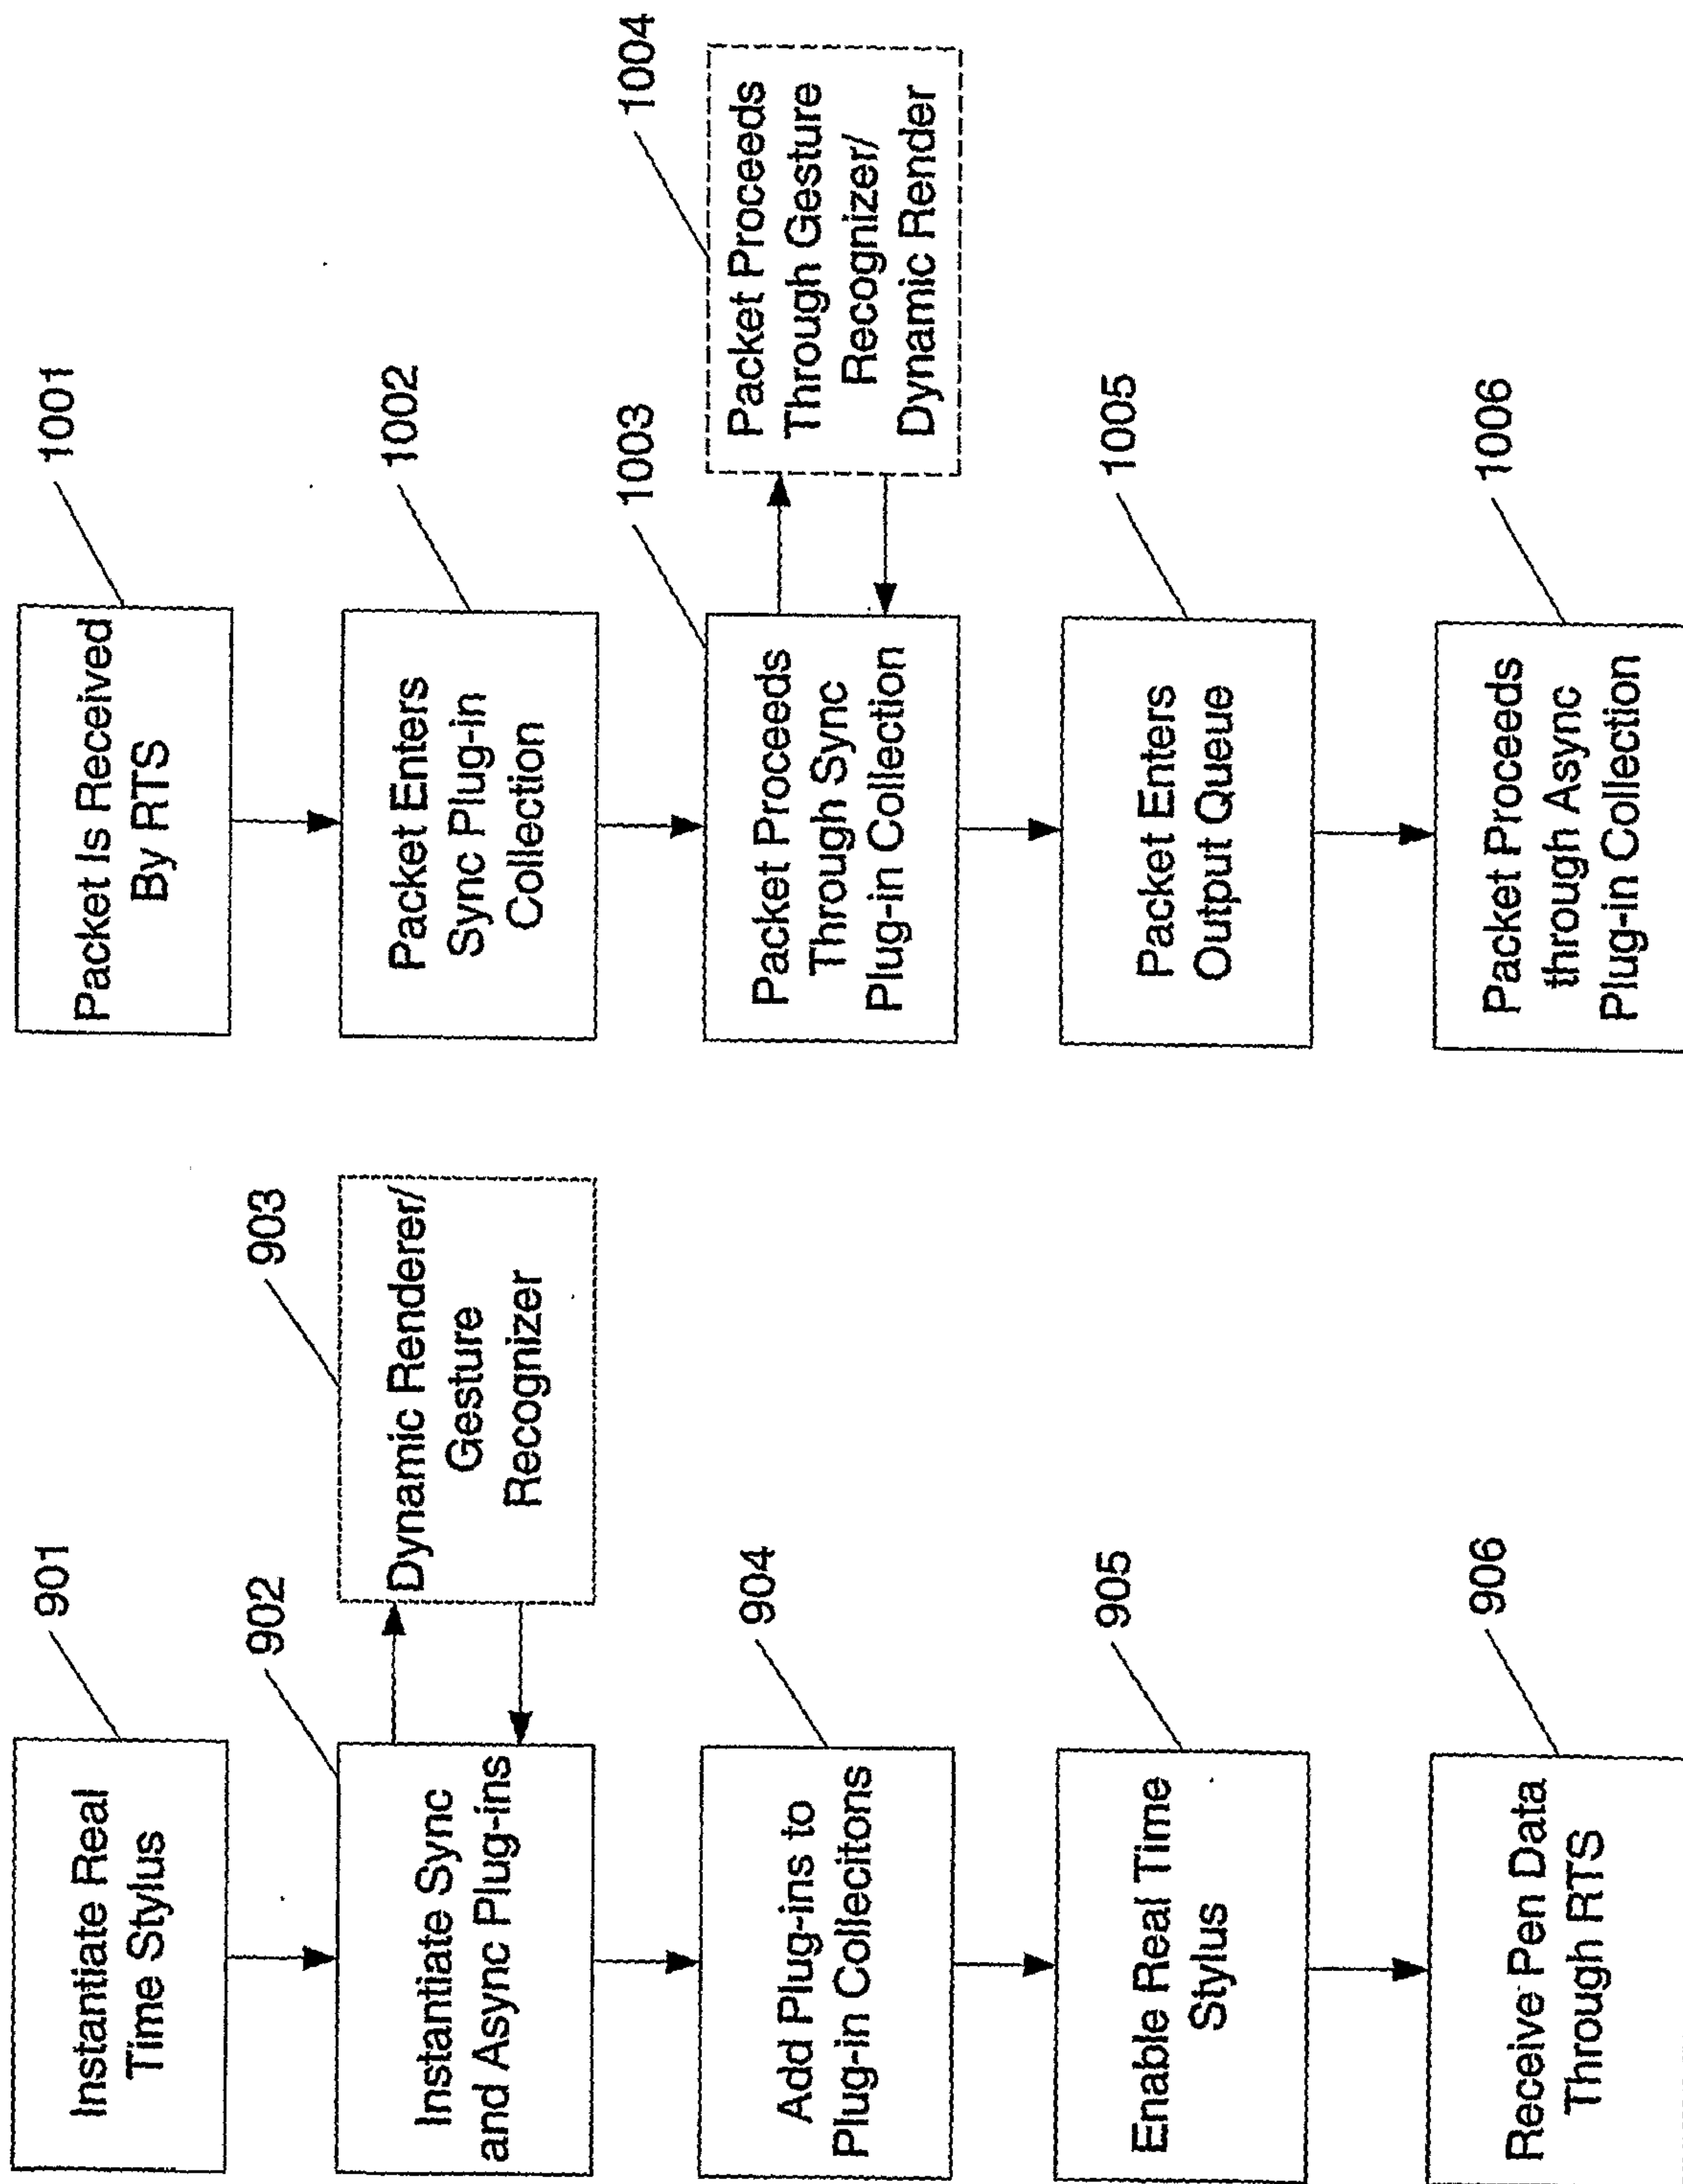 901
Instantiate Real
Time Stylus
902
Instantiate Sync
and Async Plug-ins
903
Dynamic Renderer/
Gesture
Recognizer
904
Add Plug-ins to
Plug-in Collecitons
905
Enable Real Time
Stylus
906
Receive Pen Data
Through RTS
1001
Packet Is Received
By RTS
1002
Packet Enters
Sync Plug-in
Collection
1003
Packet Proceeds
Through Sync
Plug-in Collection
1004
Packet Proceeds
Through Gesture
Recognizer/
Dynamic Render
1005
Packet Enters
Output Queue
1006
Packet Proceeds
through Async
Plug-in Collection